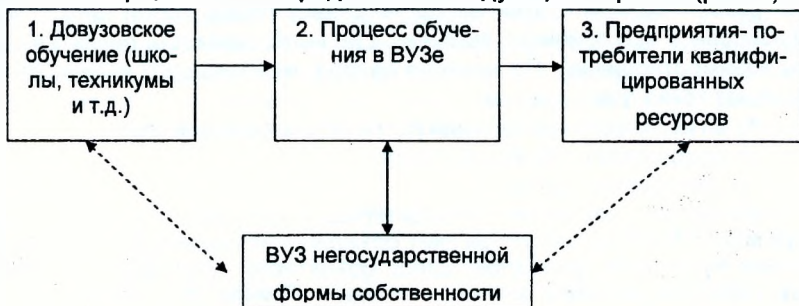 1. Довузовское
обучение (шко-
лы, техникумы
и т.д.)
2. Процесс обуче-
ния в ВУЗе
3. Предприятия- по-
требители квалифи-
цированных
ресурсов
ВУЗ негосударственной
формы собственности